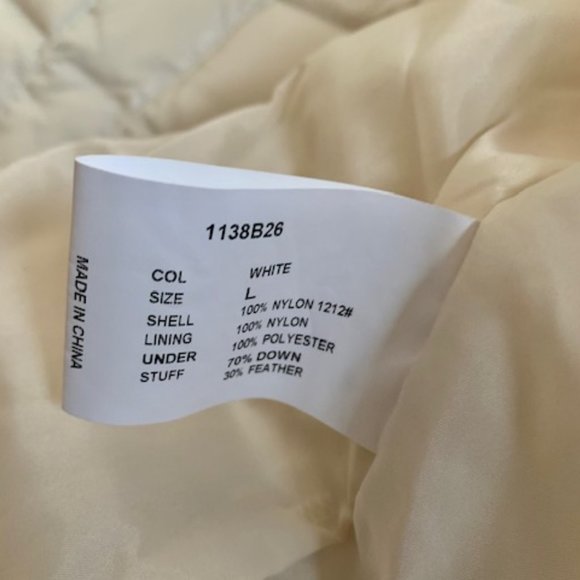 1138B26
COL WHITE
SIZE L
SHELL 100% NYLON 1212#
LINING 100% NYLON
UNDER 100% POLYESTER
STUFF 70% DOWN
30% FEATHER
MADE IN CHINA